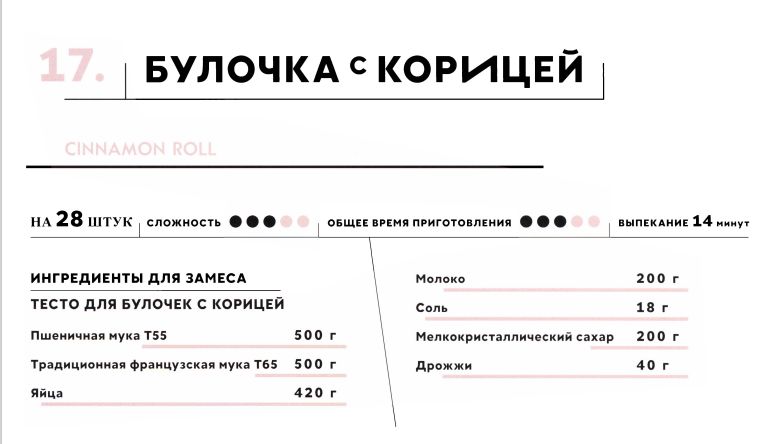 17. БУЛОЧКА С КОРИЦЕЙ
CINNAMON ROLL
НА 28 ШТУК СЛОЖНОСТЬ ОБЩЕЕ ВРЕМЯ ПРИГОТОВЛЕНИЯ ВЫПЕКАНИЕ 14 минут
ИНГРЕДИЕНТЫ ДЛЯ ЗАМЕСА
ТЕСТО ДЛЯ БУЛОЧЕК С КОРИЦЕЙ
Пшеничная мука Т55 500 г
Традиционная французская мука Т65 500 г
Яйца 420 г
Молоко 200 г
Соль 18 г
Мелкокристаллический сахар 200 г
Дрожжи 40 г